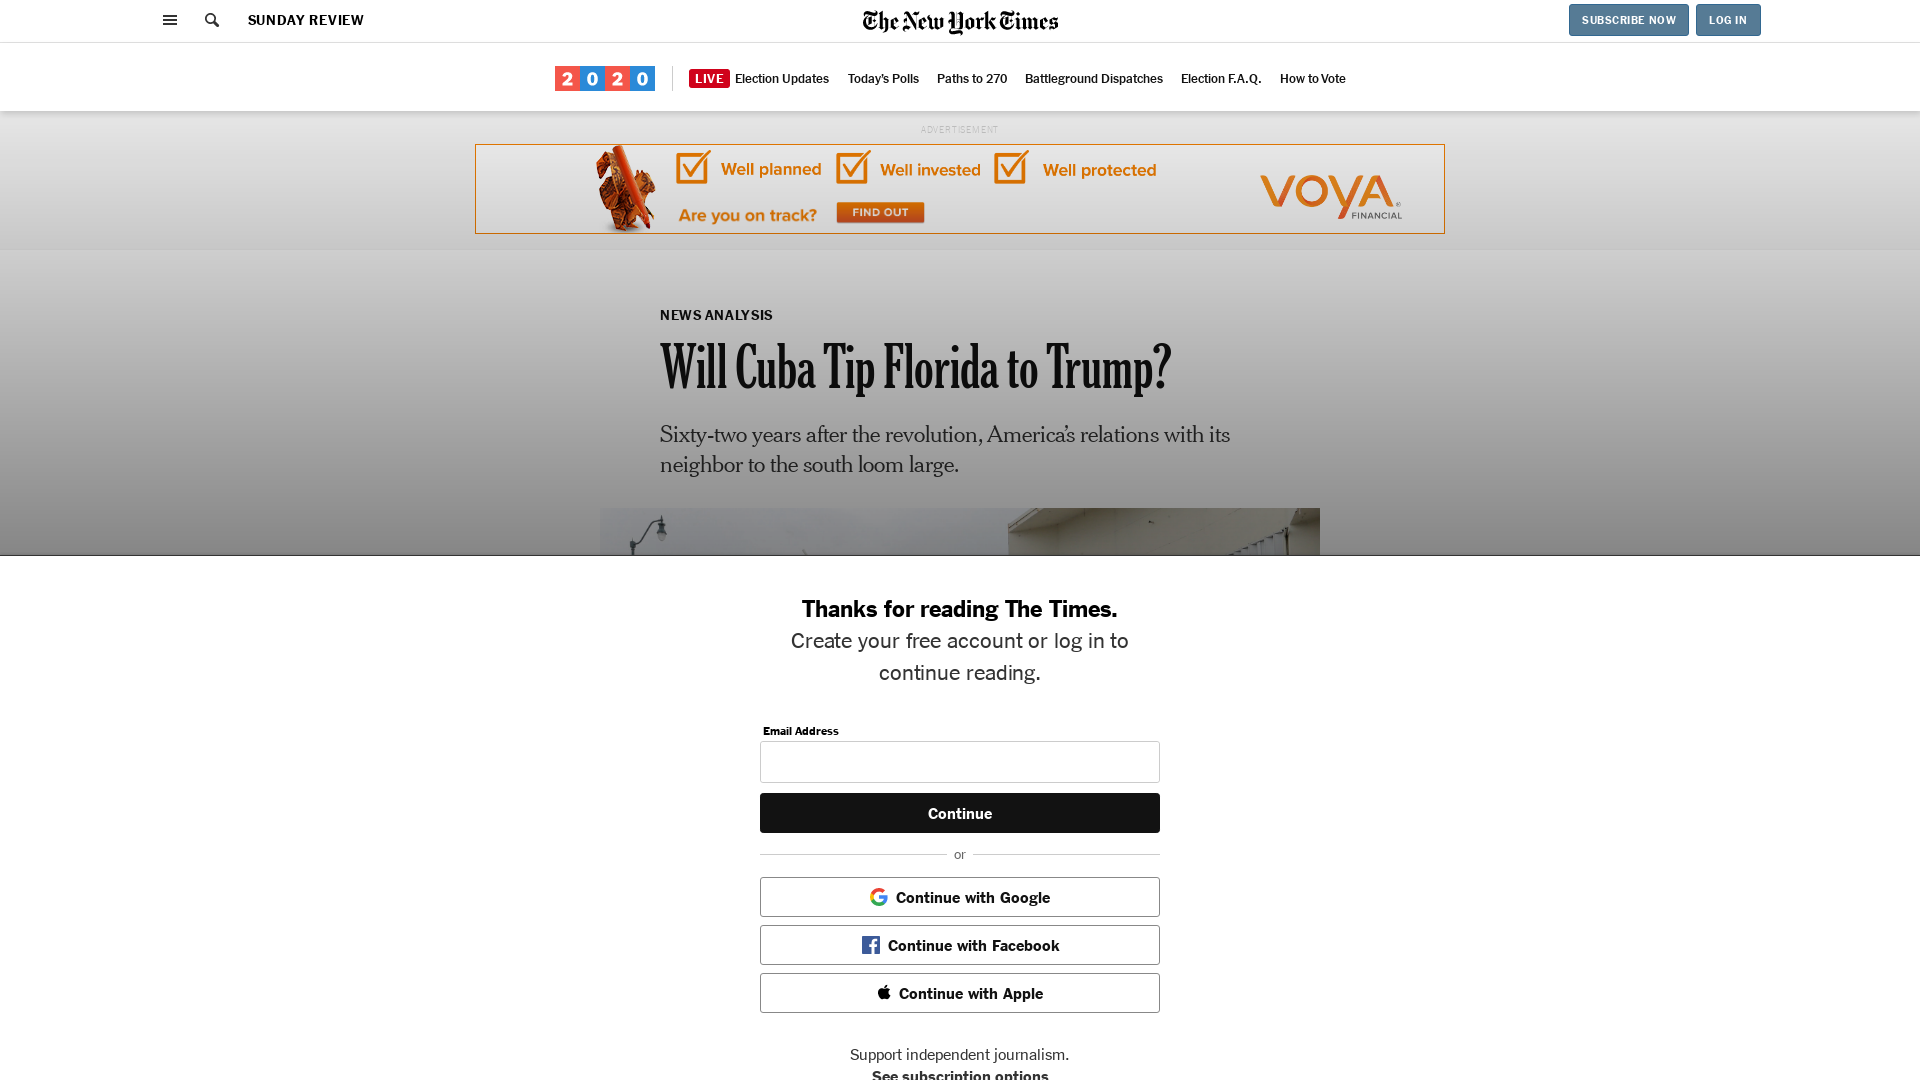 SUNDAY REVIEW
The New York Times
SUBSCRIBE NOW
LOG IN
2020
LIVE Election Updates
Today's Polls
Paths to 270
Battleground Dispatches
Election F.A.Q.
How to Vote
ADVERTISEMENT
Well planned
Well invested
Well protected
Are you on track?
FIND OUT
VOYA
FINANCIAL
NEWS ANALYSIS
Will Cuba Tip Florida to Trump?
Sixty-two years after the revolution, America’s relations with its
neighbor to the south loom large.
Thanks for reading The Times.
Create your free account or log in to
continue reading.
Email Address
Continue
or
Continue with Google
Continue with Facebook
Continue with Apple
Support independent journalism.
See subscription options